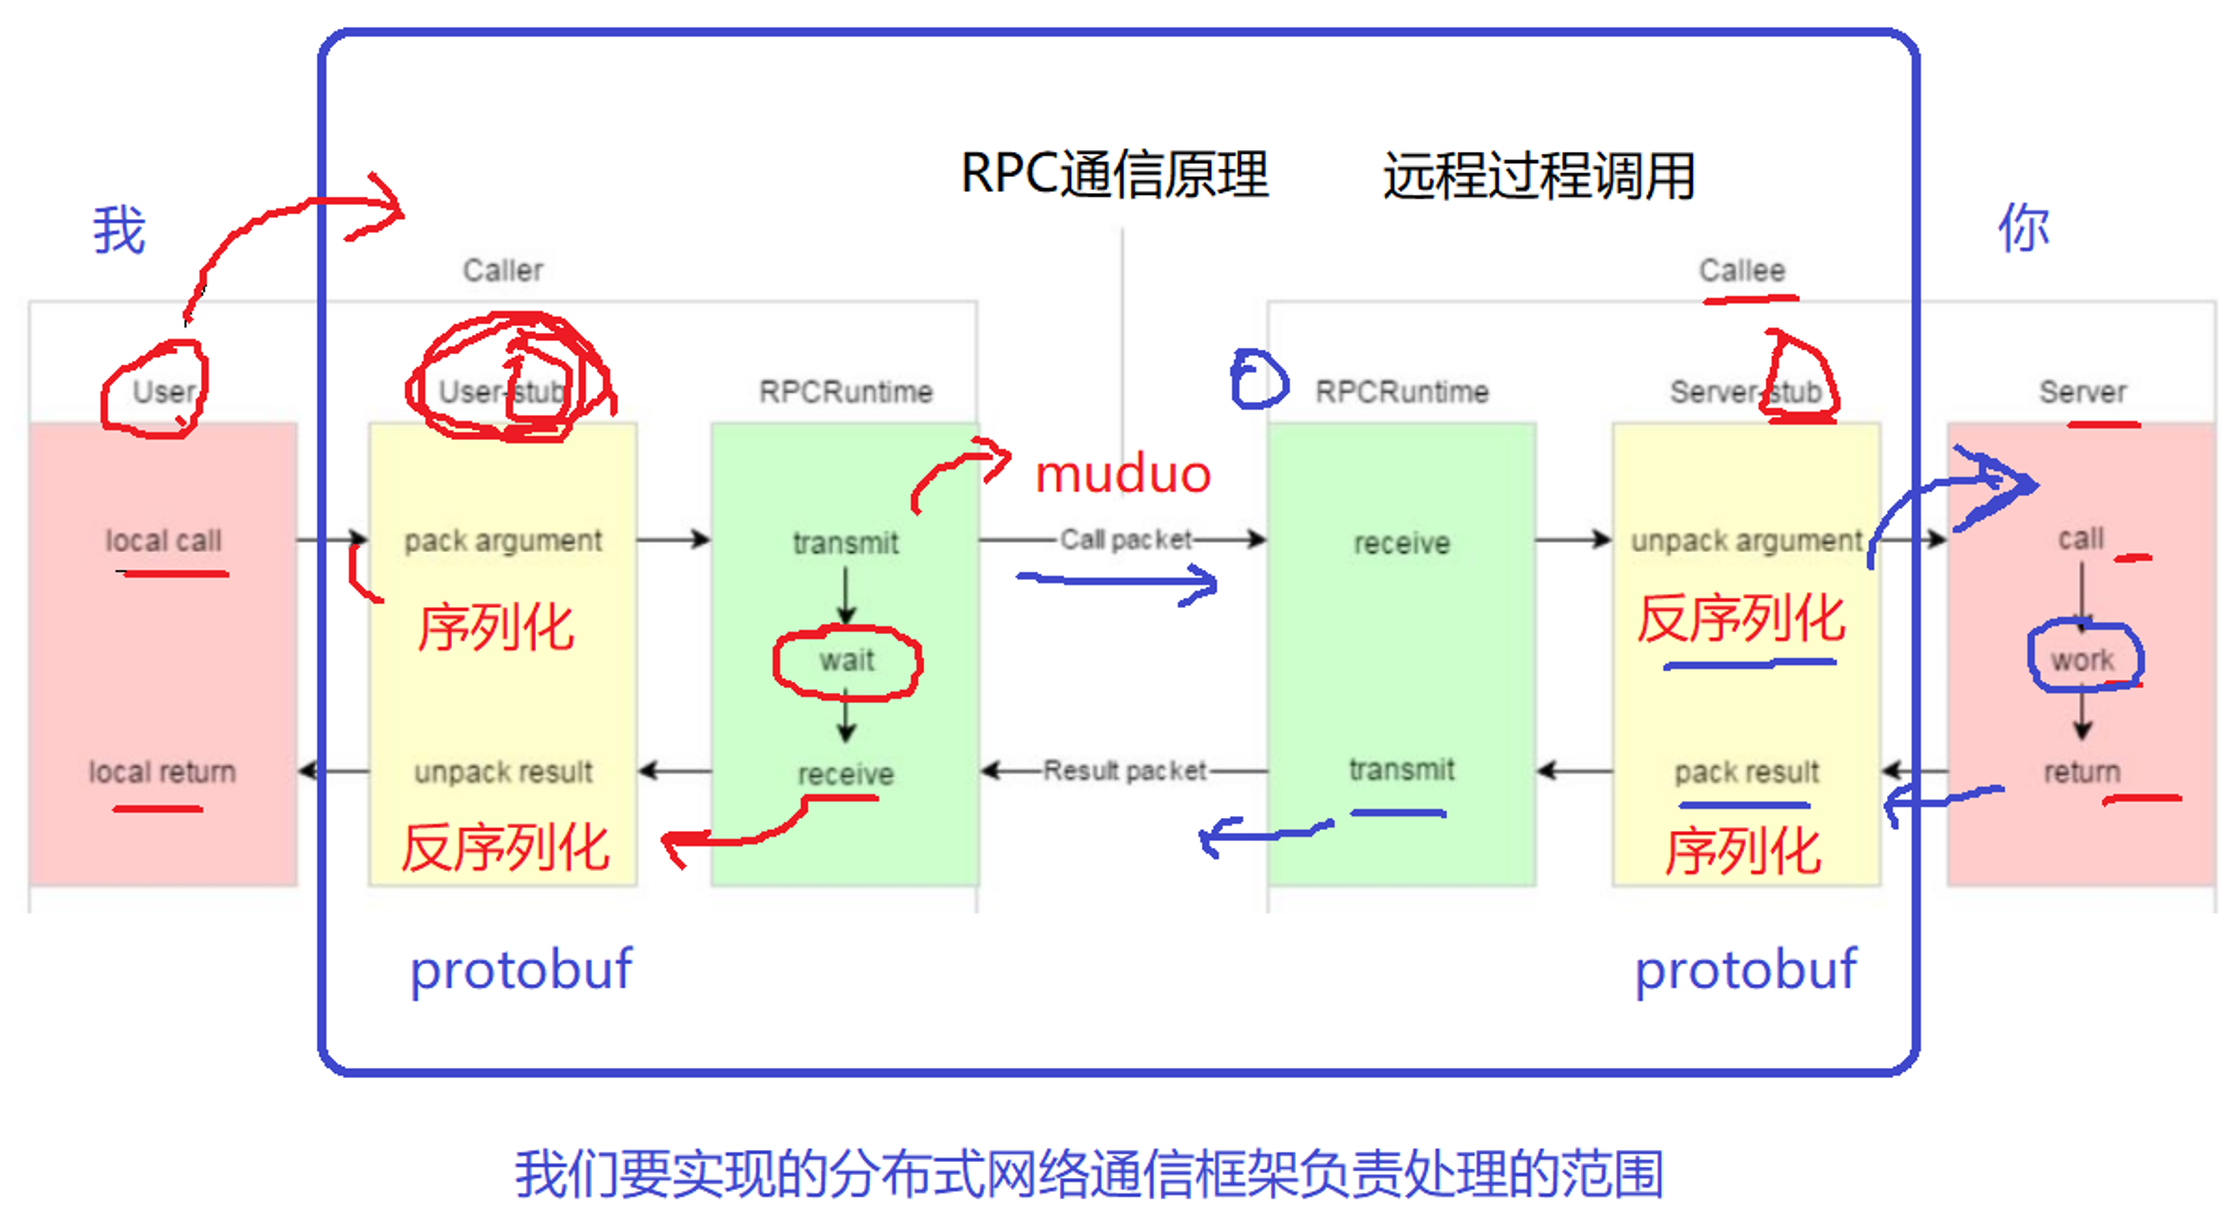 RPC通信原理 远程过程调用
我 你
Caller Callee
User User-stub RPCRuntime RPCRuntime Server-stub Server
muduo
local call pack argument transmit Call packet receive unpack argument call
序列化 反序列化
wait work
local return unpack result receive Result packet transmit pack result return
反序列化 序列化
protobuf protobuf
我们要实现的分布式网络通信框架负责处理的范围